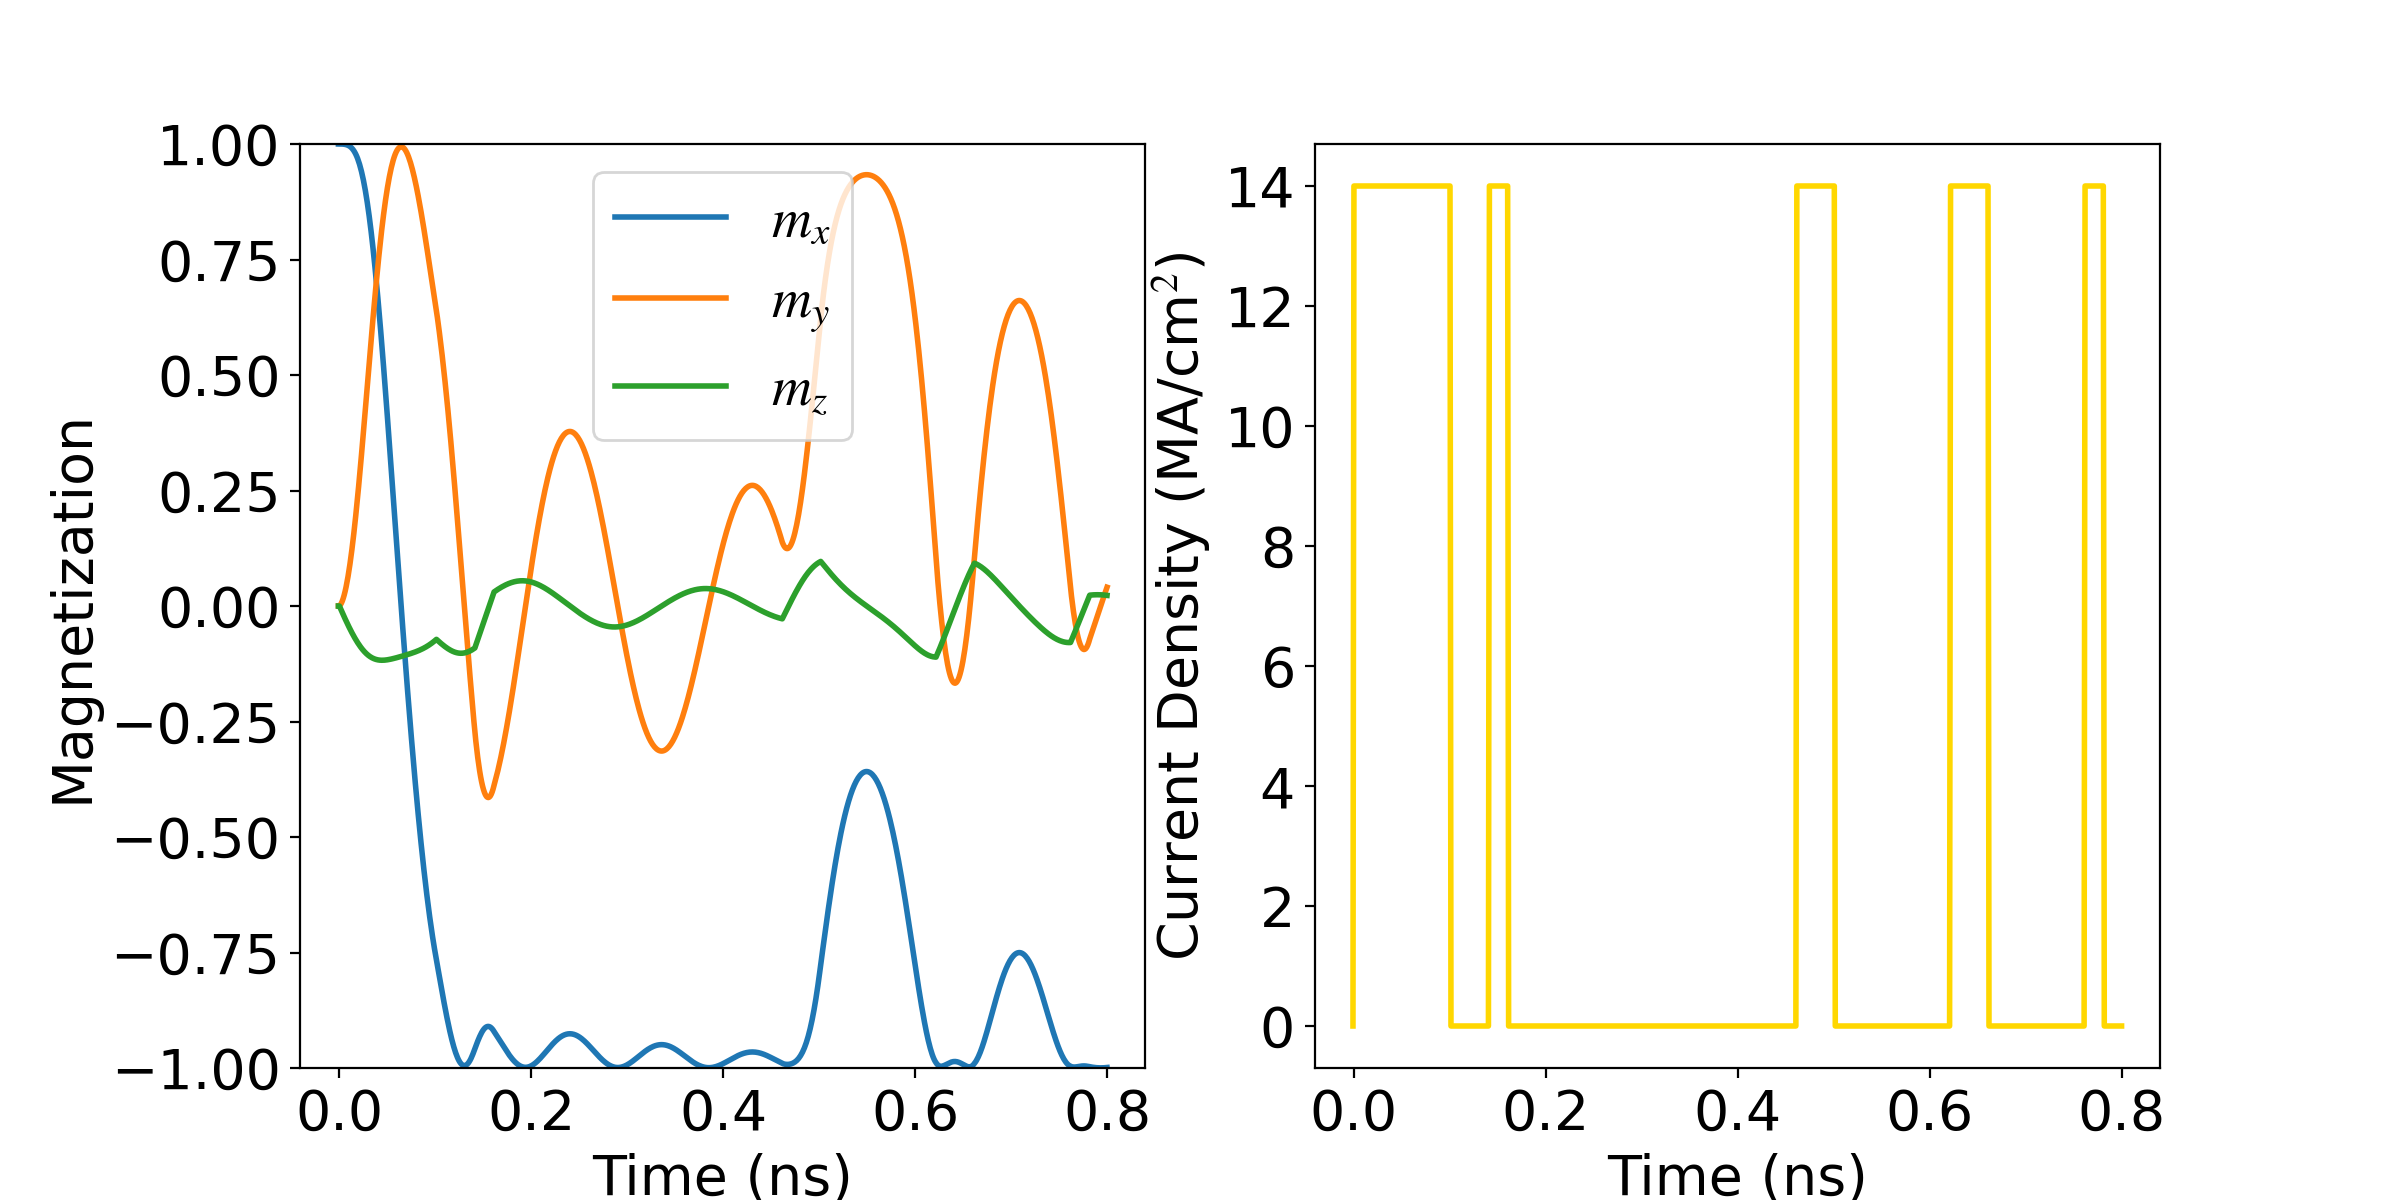 1.00
0.75
0.50
0.25
0.00
−0.25
−0.50
−0.75
−1.00
Magnetization
0.0 0.2 0.4 0.6 0.8
Time (ns)
m_x
m_y
m_z
14
12
10
8
6
4
2
0
Current Density (MA/cm²)
0.0 0.2 0.4 0.6 0.8
Time (ns)